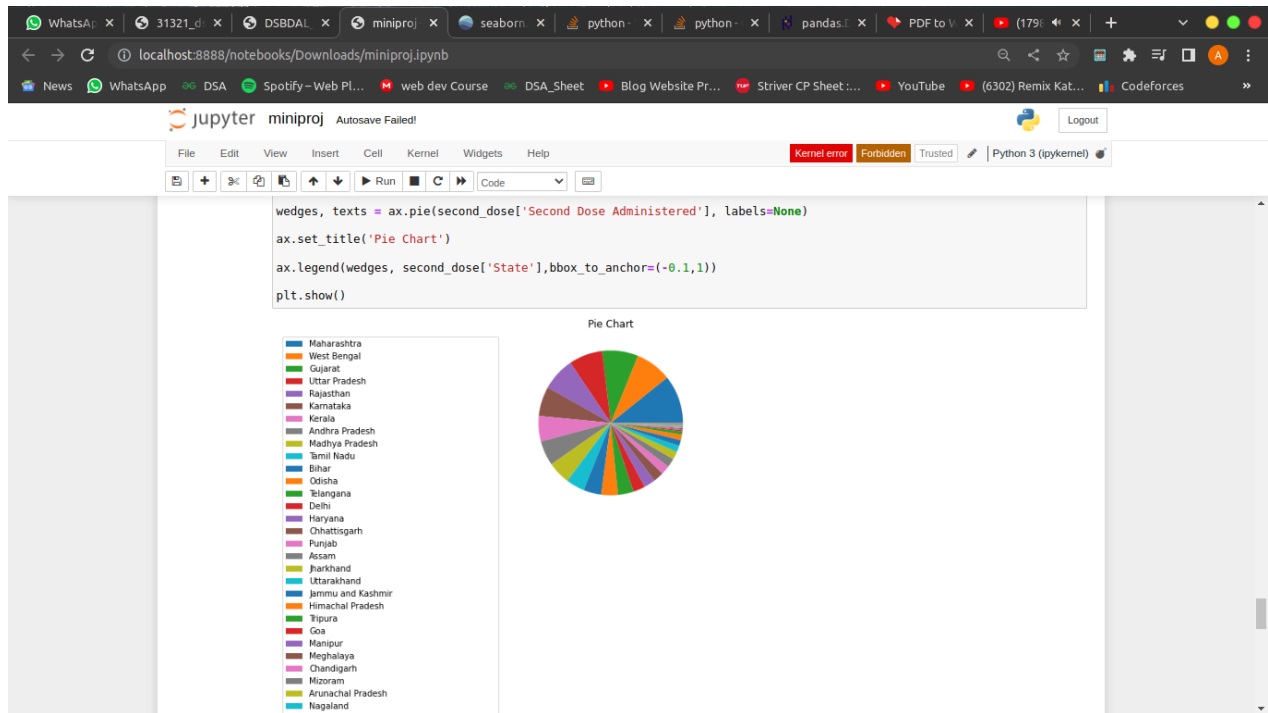 WhatsAp
31321_d
DSBDAL_
miniproj
seaborn.
python -
python -
pandas.
PDF to
(179
localhost:8888/notebooks/Downloads/miniproj.ipynb
A
News WhatsApp DSA Spotify – Web Pl... web dev Course DSA_Sheet Blog Website Pr... Striver CP Sheet :... YouTube (6302) Remix Kat... Codeforces »
jupyter miniproj Autosave Failed! Logout
File Edit View Insert Cell Kernel Widgets Help Kernel error Forbidden Trusted Python 3 (ipykernel)
Run Code
wedges, texts = ax.pie(second_dose['Second Dose Administered'], labels=None)
ax.set_title('Pie Chart')
ax.legend(wedges, second_dose['State'],bbox_to_anchor=(-0.1,1))
plt.show()
Pie Chart
Maharashtra
West Bengal
Gujarat
Uttar Pradesh
Rajasthan
Karnataka
Kerala
Andhra Pradesh
Madhya Pradesh
Tamil Nadu
Bihar
Odisha
Telangana
Delhi
Haryana
Chhattisgarh
Punjab
Assam
Jharkhand
Uttarakhand
Jammu and Kashmir
Himachal Pradesh
Tripura
Goa
Manipur
Meghalaya
Chandigarh
Mizoram
Arunachal Pradesh
Nagaland